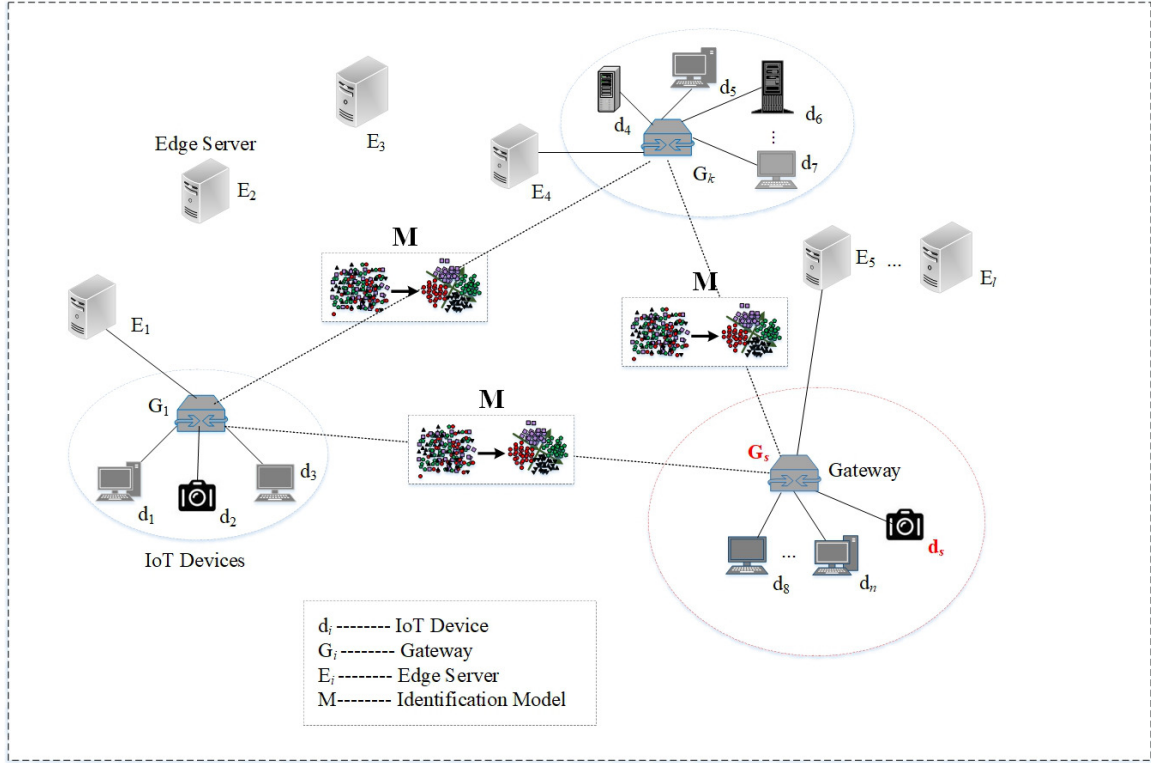 d5
d4
d6
⋮
d7
Gk
E3
Edge Server
E2
E4
M
E5 ... El
M
E1
G1
M
d3
d1
d2
IoT Devices
Gs
Gateway
ds
...
d8
dn
di -------- IoT Device
Gi -------- Gateway
Ei -------- Edge Server
M-------- Identification Model